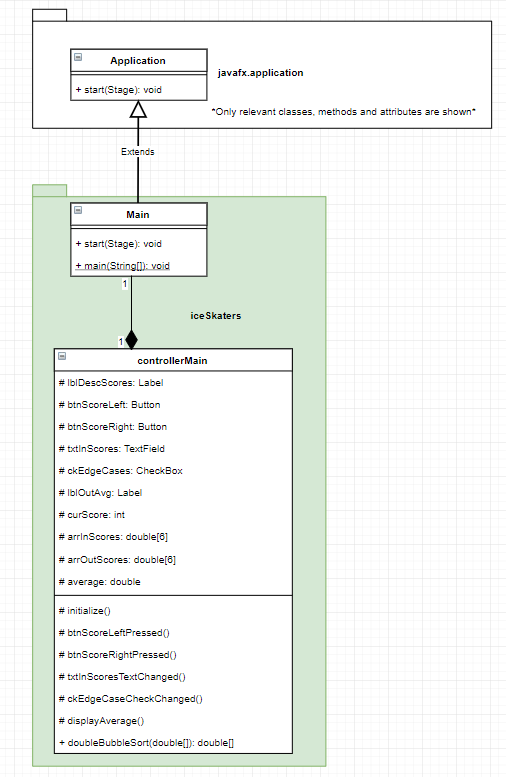 Application
+ start(Stage): void
javafx.application
*Only relevant classes, methods and attributes are shown*
Extends
Main
+ start(Stage): void
+ main(String[]): void
1
iceSkaters
1
controllerMain
# lblDescScores: Label
# btnScoreLeft: Button
# btnScoreRight: Button
# txtInScores: TextField
# ckEdgeCases: CheckBox
# lblOutAvg: Label
# curScore: int
# arrInScores: double[6]
# arrOutScores: double[6]
# average: double
# initialize()
# btnScoreLeftPressed()
# btnScoreRightPressed()
# txtInScoresTextChanged()
# ckEdgeCaseCheckChanged()
# displayAverage()
+ doubleBubbleSort(double[]): double[]